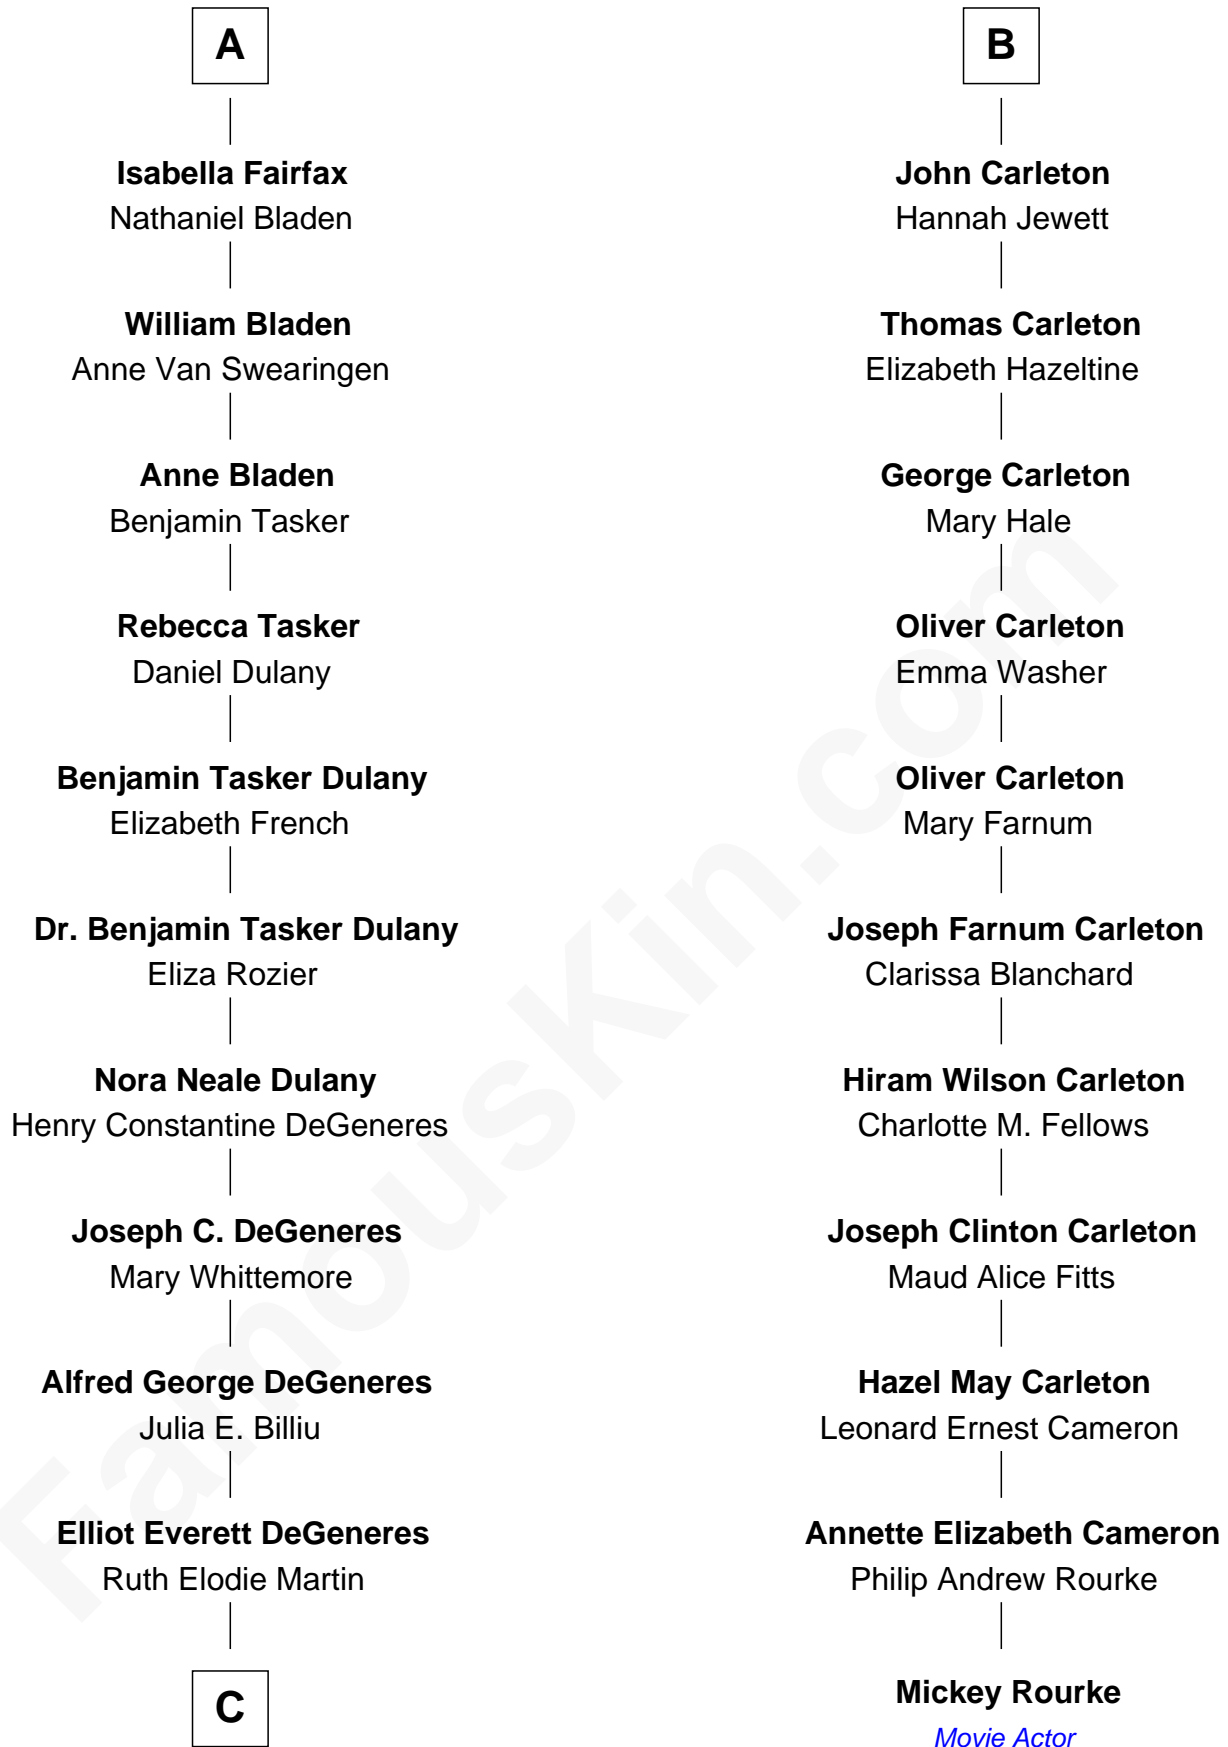 A
Isabella Fairfax
Nathaniel Bladen
William Bladen
Anne Van Swearingen
Anne Bladen
Benjamin Tasker
Rebecca Tasker
Daniel Dulany
Benjamin Tasker Dulany
Elizabeth French
Dr. Benjamin Tasker Dulany
Eliza Rozier
Nora Neale Dulany
Henry Constantine DeGeneres
Joseph C. DeGeneres
Mary Whittemore
Alfred George DeGeneres
Julia E. Billiu
Elliot Everett DeGeneres
Ruth Elodie Martin
C
B
John Carleton
Hannah Jewett
Thomas Carleton
Elizabeth Hazeltine
George Carleton
Mary Hale
Oliver Carleton
Emma Washer
Oliver Carleton
Mary Farnum
Joseph Farnum Carleton
Clarissa Blanchard
Hiram Wilson Carleton
Charlotte M. Fellows
Joseph Clinton Carleton
Maud Alice Fitts
Hazel May Carleton
Leonard Ernest Cameron
Annette Elizabeth Cameron
Philip Andrew Rourke
Mickey Rourke
Movie Actor
FamousKin.com